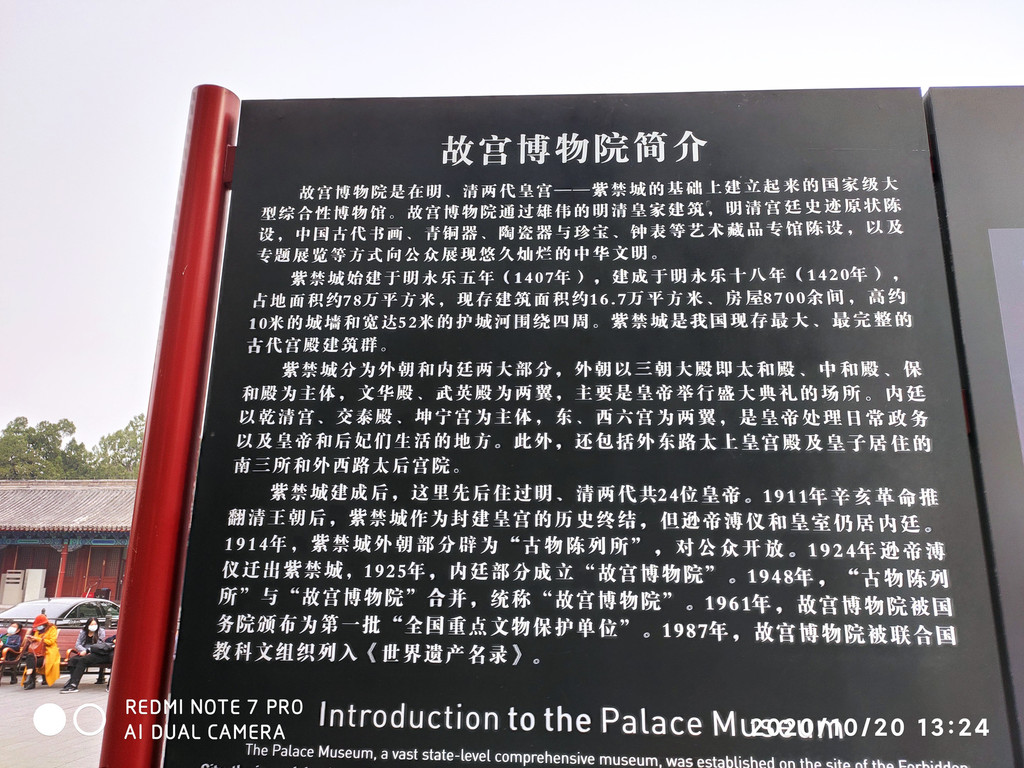 故宫博物院简介
故宫博物院是在明、清两代皇宫——紫禁城的基础上建立起来的国家级大
型综合性博物馆。故宫博物院通过雄伟的明清皇家建筑，明清宫廷史迹原状陈
设，中国古代书画、青铜器、陶瓷器与珍宝、钟表等艺术藏品专馆陈设，以及
专题展览等方式向公众展现悠久灿烂的中华文明。
紫禁城始建于明永乐五年（1407年），建成于明永乐十八年（1420年），
占地面积约78万平方米，现存建筑面积约16.7万平方米、房屋8700余间，高约
10米的城墙和宽达52米的护城河围绕四周。紫禁城是我国现存最大、最完整的
古代宫殿建筑群。
紫禁城分为外朝和内廷两大部分，外朝以三朝大殿即太和殿、中和殿、保
和殿为主体，文华殿、武英殿为两翼，主要是皇帝举行盛大典礼的场所。内廷
以乾清宫、交泰殿、坤宁宫为主体，东、西六宫为两翼，是皇帝处理日常政务
以及皇帝和后妃们生活的地方。此外，还包括外东路太上皇宫殿及皇子居住的
南三所和外西路太后宫院。
紫禁城建成后，这里先后住过明、清两代共24位皇帝。1911年辛亥革命推
翻清王朝后，紫禁城作为封建皇宫的历史终结，但逊帝溥仪和皇室仍居内廷。
1914年，紫禁城外朝部分辟为“古物陈列所”，对公众开放。1924年逊帝溥
仪迁出紫禁城，1925年，内廷部分成立“故宫博物院”。1948年，“古物陈列
所”与“故宫博物院”合并，统称“故宫博物院”。1961年，故宫博物院被国
务院颁布为第一批“全国重点文物保护单位”。1987年，故宫博物院被联合国
教科文组织列入《世界遗产名录》。
Introduction to the Palace Museum
The Palace Museum, a vast state-level comprehensive museum, was established on the site of the Forbidden
REDMI NOTE 7 PRO
AI DUAL CAMERA
2020/10/20 13:24